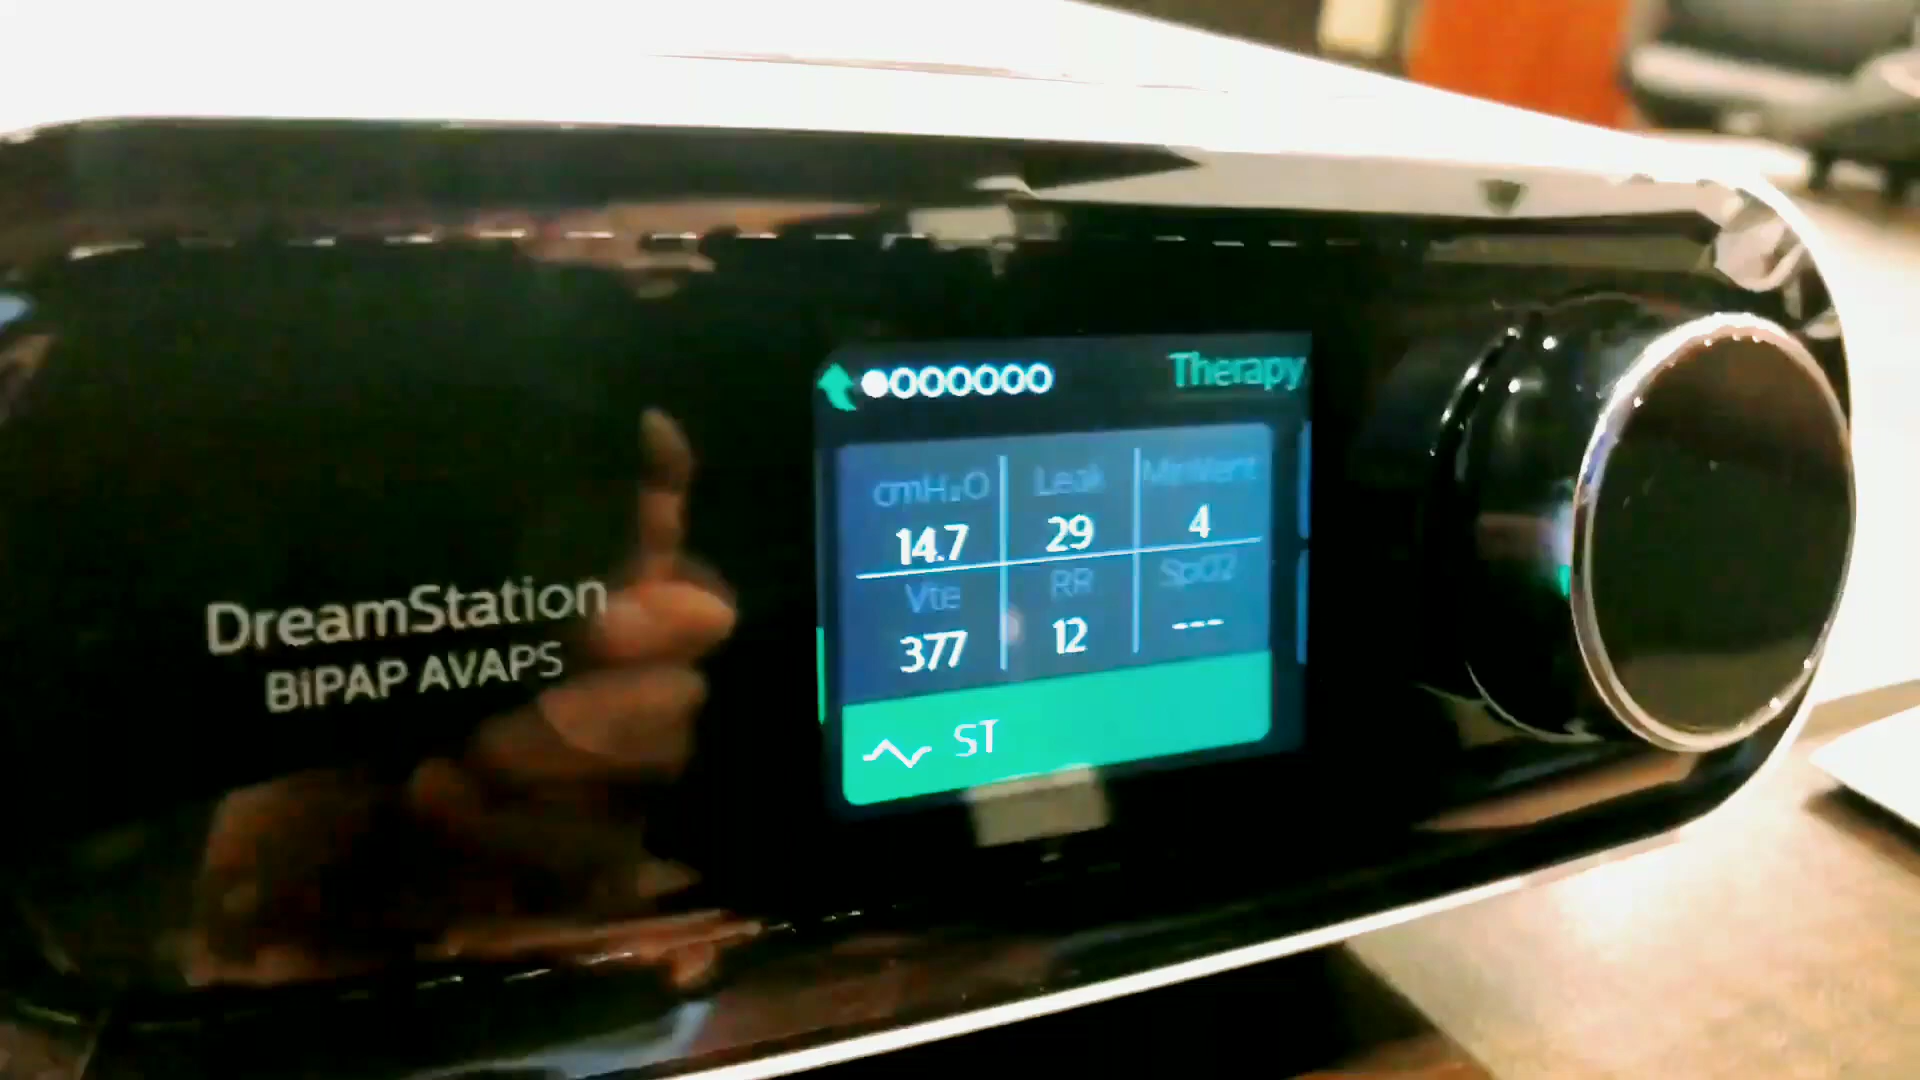 Therapy
cmH₂O Leak MinVent
14.7 29 4
Vte RR SpO2
377 12 ---
ST
DreamStation
BiPAP AVAPS